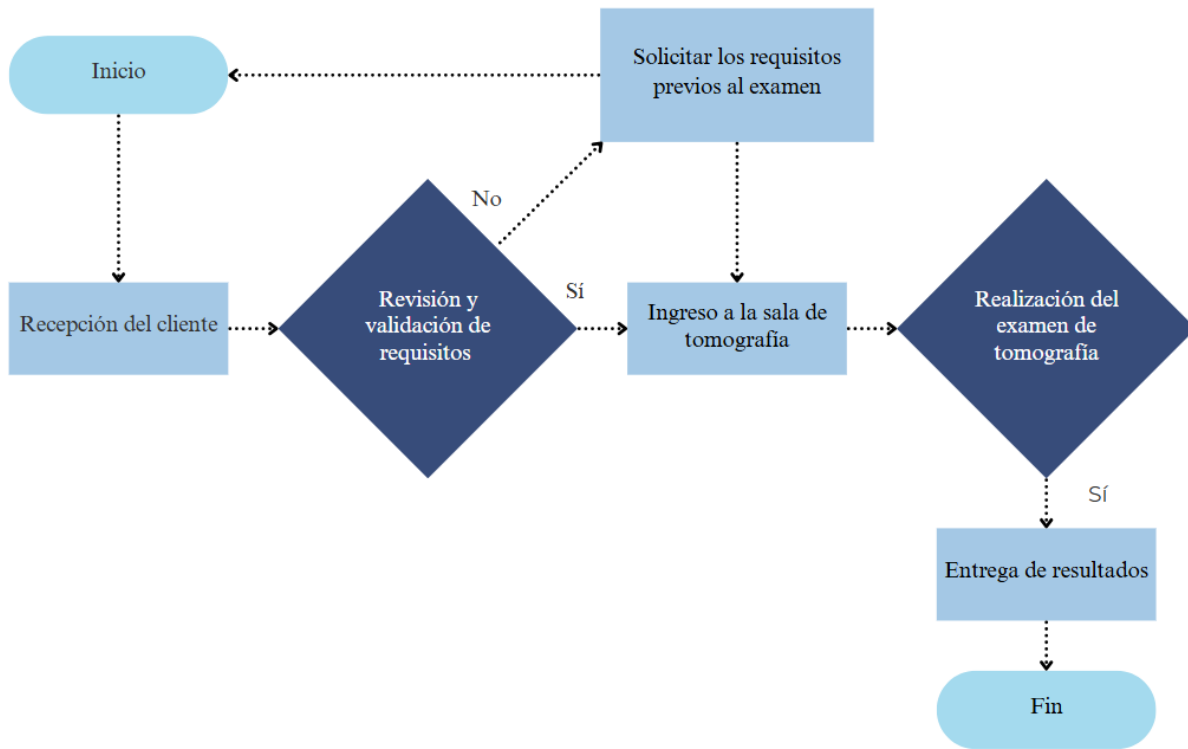 Inicio
Solicitar los requisitos
previos al examen
No
Recepción del cliente
Revisión y
validación de
requisitos
Sí
Ingreso a la sala de
tomografía
Realización del
examen de
tomografía
Sí
Entrega de resultados
Fin